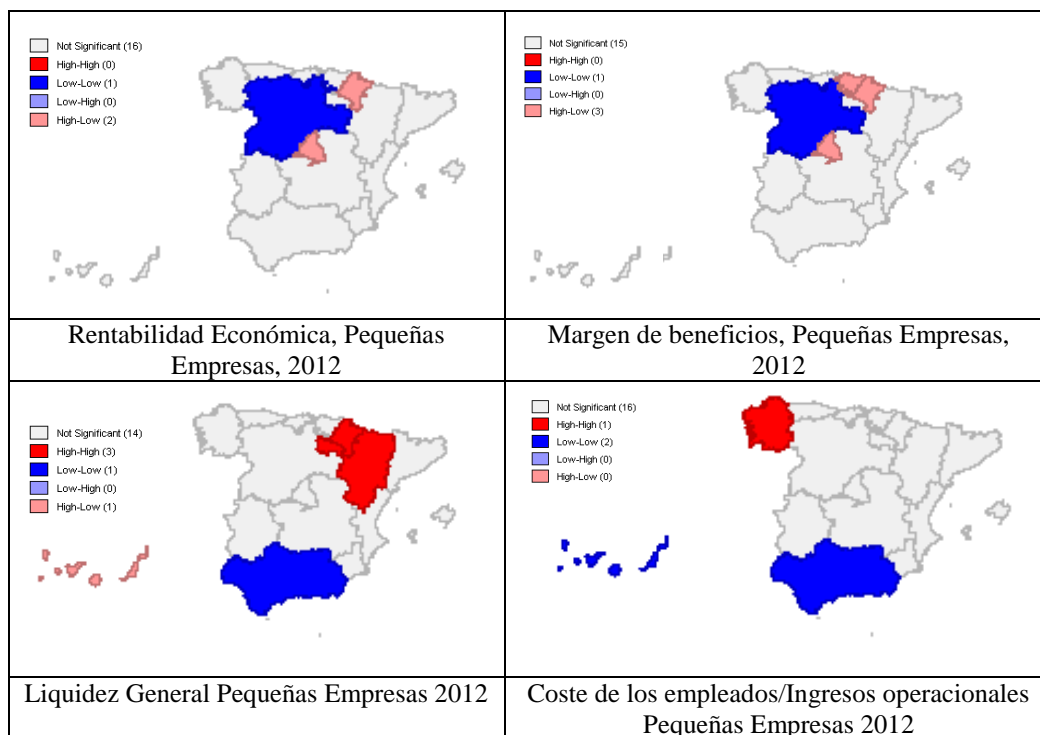 Not Significant (16)
High-High (0)
Low-Low (1)
Low-High (0)
High-Low (2)
Rentabilidad Económica, Pequeñas
Empresas, 2012
Not Significant (15)
High-High (0)
Low-Low (1)
Low-High (0)
High-Low (3)
Margen de beneficios, Pequeñas Empresas,
2012
Not Significant (14)
High-High (3)
Low-Low (1)
Low-High (0)
High-Low (1)
Liquidez General Pequeñas Empresas 2012
Not Significant (16)
High-High (1)
Low-Low (2)
Low-High (0)
High-Low (0)
Coste de los empleados/Ingresos operacionales
Pequeñas Empresas 2012